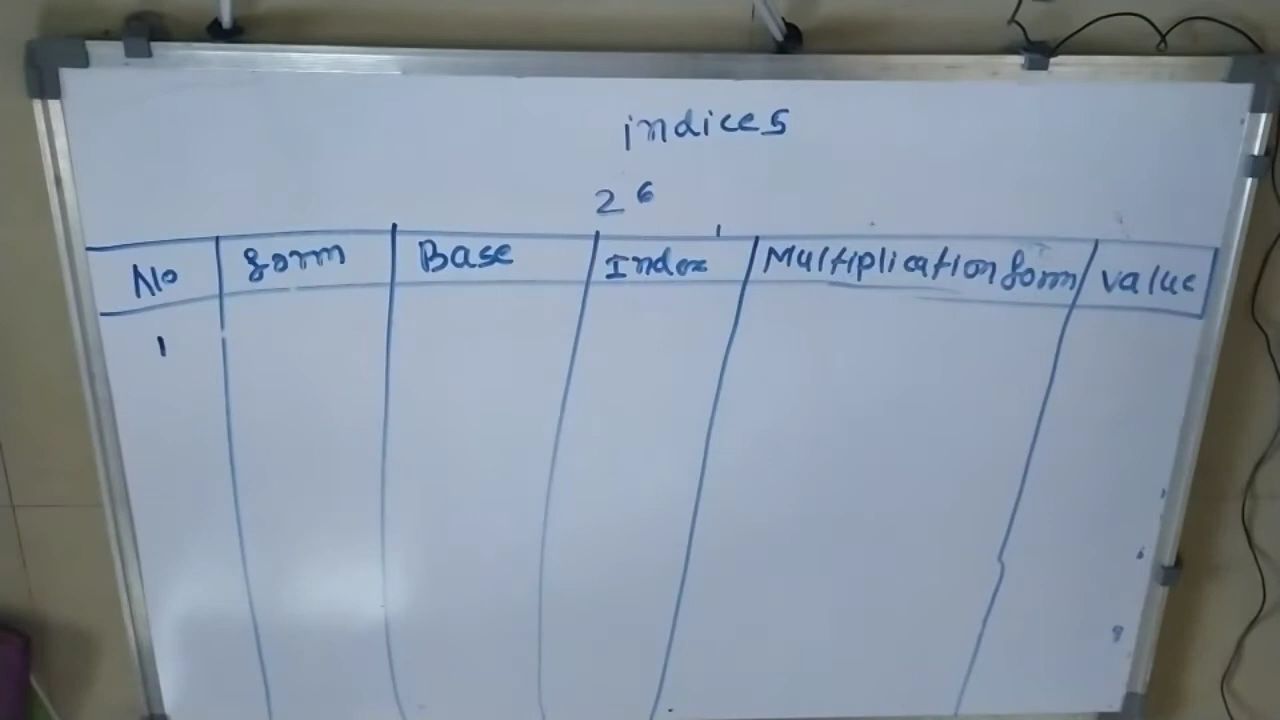 indices
2⁶
No form Base Index Multiplication form value
1